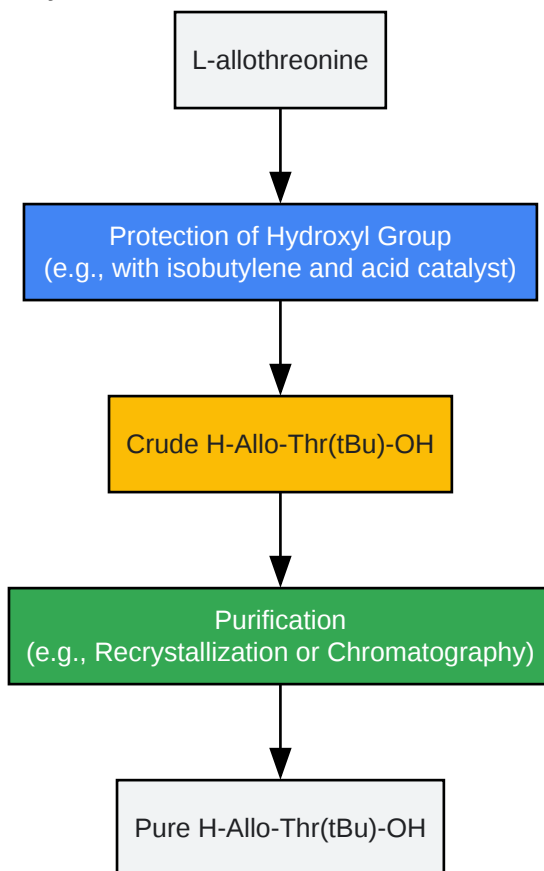 L-allothreonine
Protection of Hydroxyl Group
(e.g., with isobutylene and acid catalyst)
Crude H-Allo-Thr(tBu)-OH
Purification
(e.g., Recrystallization or Chromatography)
Pure H-Allo-Thr(tBu)-OH